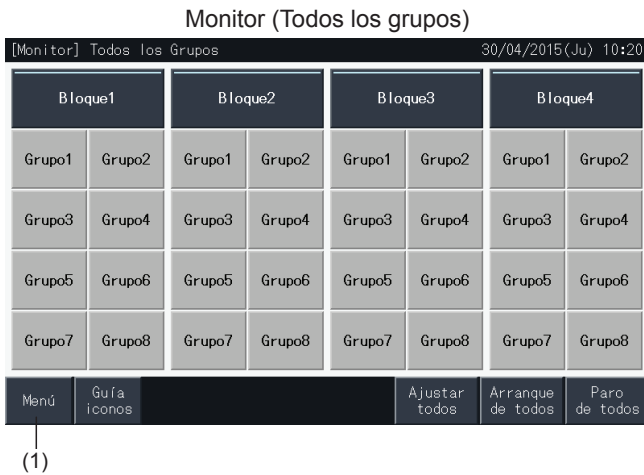 Monitor (Todos los grupos)
[Monitor] Todos los Grupos 30/04/2015(Ju) 10:20
Bloque1 Bloque2 Bloque3 Bloque4
Grupo1 Grupo2 Grupo1 Grupo2 Grupo1 Grupo2 Grupo1 Grupo2
Grupo3 Grupo4 Grupo3 Grupo4 Grupo3 Grupo4 Grupo3 Grupo4
Grupo5 Grupo6 Grupo5 Grupo6 Grupo5 Grupo6 Grupo5 Grupo6
Grupo7 Grupo8 Grupo7 Grupo8 Grupo7 Grupo8 Grupo7 Grupo8
Menú
Guía
iconos
Ajustar
todos
Arranque
de todos
Paro
de todos
(1)